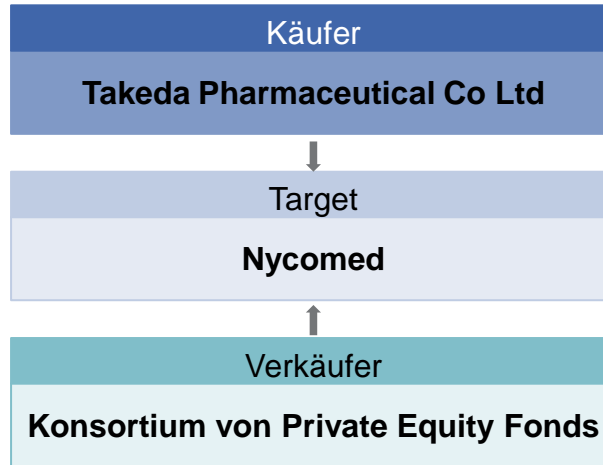 Käufer
Takeda Pharmaceutical Co Ltd
Target
Nycomed
Verkäufer
Konsortium von Private Equity Fonds